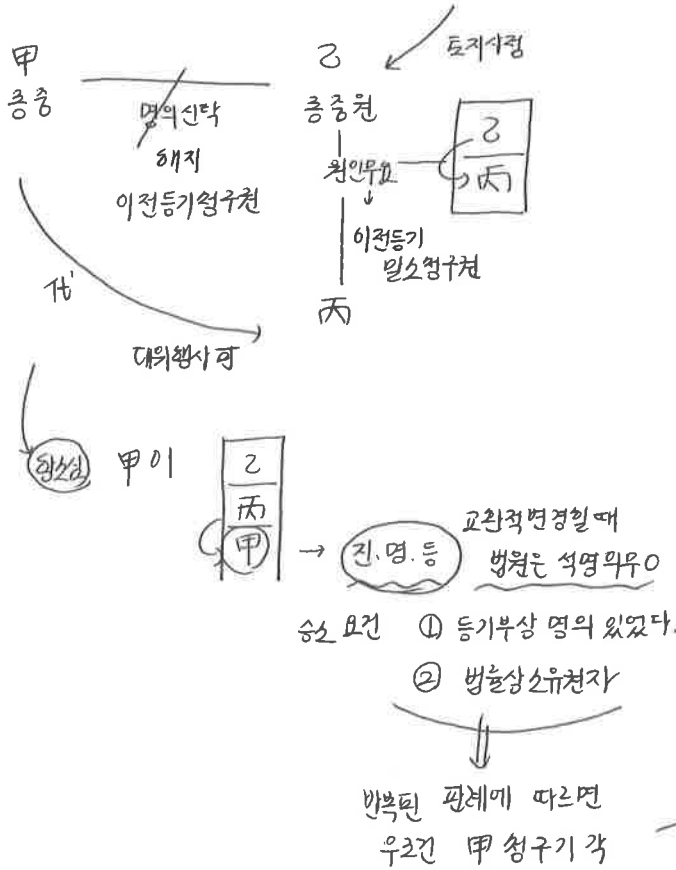 甲
종중
명의신탁
해지
이전등기청구권
乙
종중원
원인무효
이전등기
말소청구권
丙
토지사정
乙
丙
代
대위행사 可
항소심 甲이
乙
丙
甲
→ 진.명.등
교환적변경일 때
법원은 석명의무 O
승소 요건 ① 등기부상 명의 있었다.
② 법률상 소유권자
반복된 판례에 따르면
무조건 甲 청구기각